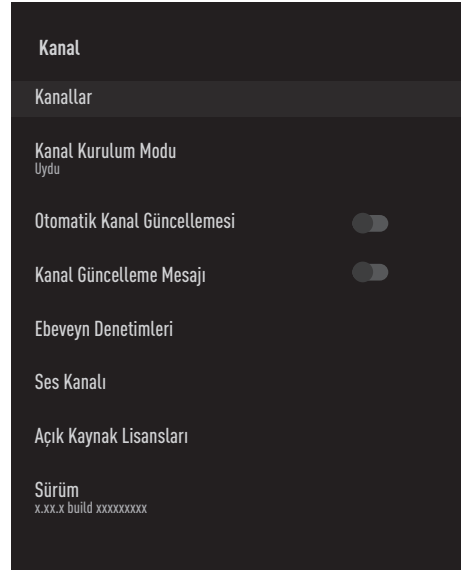 Kanal
Kanallar
Kanal Kurulum Modu
Uydu
Otomatik Kanal Güncellemesi
Kanal Güncelleme Mesajı
Ebeveyn Denetimleri
Ses Kanalı
Açık Kaynak Lisansları
Sürüm
x.xx.x build xxxxxxxxx